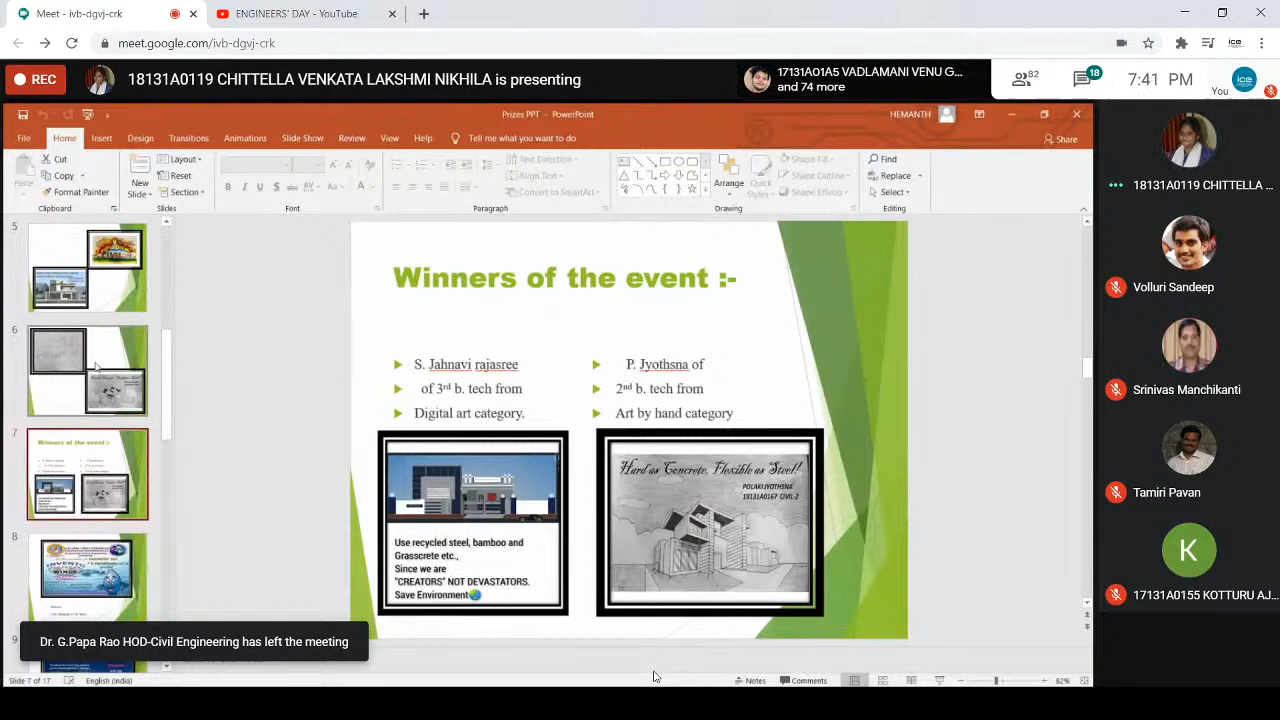 Meet - ivb-dgvj-crk
ENGINEERS' DAY - YouTube
meet.google.com/ivb-dgvj-crk
ice
REC
18131A0119 CHITTELLA VENKATA LAKSHMI NIKHILA is presenting
17131A01A5 VADLAMANI VENU G...
and 74 more
82
18
7:41 PM
You
ice
Prizes PPT - PowerPoint
HEMANTH
File Home Insert Design Transitions Animations Slide Show Review View Help Tell me what you want to do
Share
Paste
Cut
Copy
Format Painter
Clipboard
New
Slide
Layout
Reset
Section
Slides
Font
Text Direction
Align Text
Convert to SmartArt
Paragraph
Arrange
Quick
Styles
Shape Fill
Shape Outline
Shape Effects
Drawing
Find
Replace
Select
Editing
5
6
7
Winners of the event :-
8
9
Winners of the event :-
S. Jahnavi rajasree
of 3rd b. tech from
Digital art category.
P. Jyothsna of
2nd b. tech from
Art by hand category
Use recycled steel, bamboo and
Grasscrete etc.,
Since we are
"CREATORS" NOT DEVASTATORS.
Save Environment
Hard as Concrete, Flexible as Steel!
POLAKI JYOTHSNA
19131A0167 CIVIL-2
18131A0119 CHITTELLA ...
Volluri Sandeep
Srinivas Manchikanti
Tamiri Pavan
K
17131A0155 KOTTURU AJ...
Dr. G.Papa Rao HOD-Civil Engineering has left the meeting
Slide 7 of 17
English (India)
Notes
Comments
82%